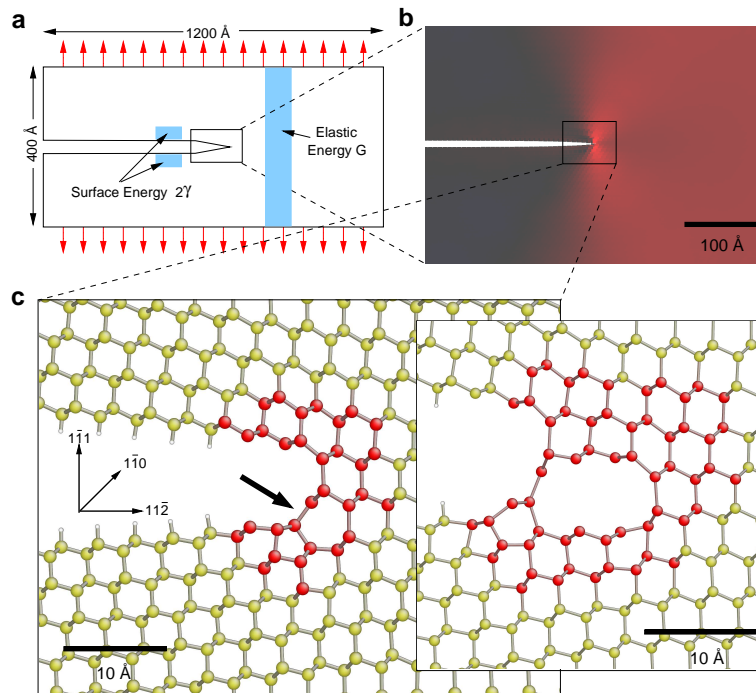 a
1200 Å
400 Å
Elastic
Energy G
Surface Energy 2γ
b
100 Å
c
11̄1
11̄0
112̄
10 Å
10 Å